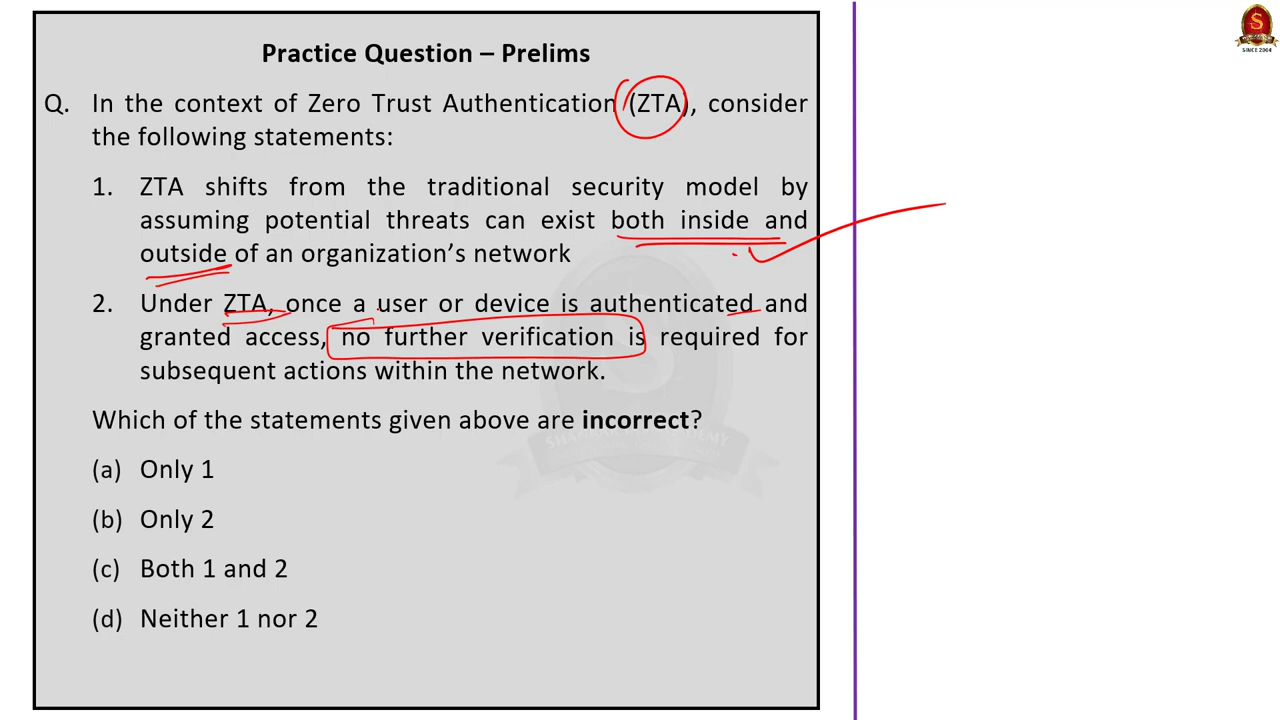 Practice Question – Prelims
Q. In the context of Zero Trust Authentication (ZTA), consider
the following statements:
1. ZTA shifts from the traditional security model by
assuming potential threats can exist both inside and
outside of an organization’s network
2. Under ZTA, once a user or device is authenticated and
granted access, no further verification is required for
subsequent actions within the network.
Which of the statements given above are incorrect?
(a) Only 1
(b) Only 2
(c) Both 1 and 2
(d) Neither 1 nor 2
S
SINCE 2004